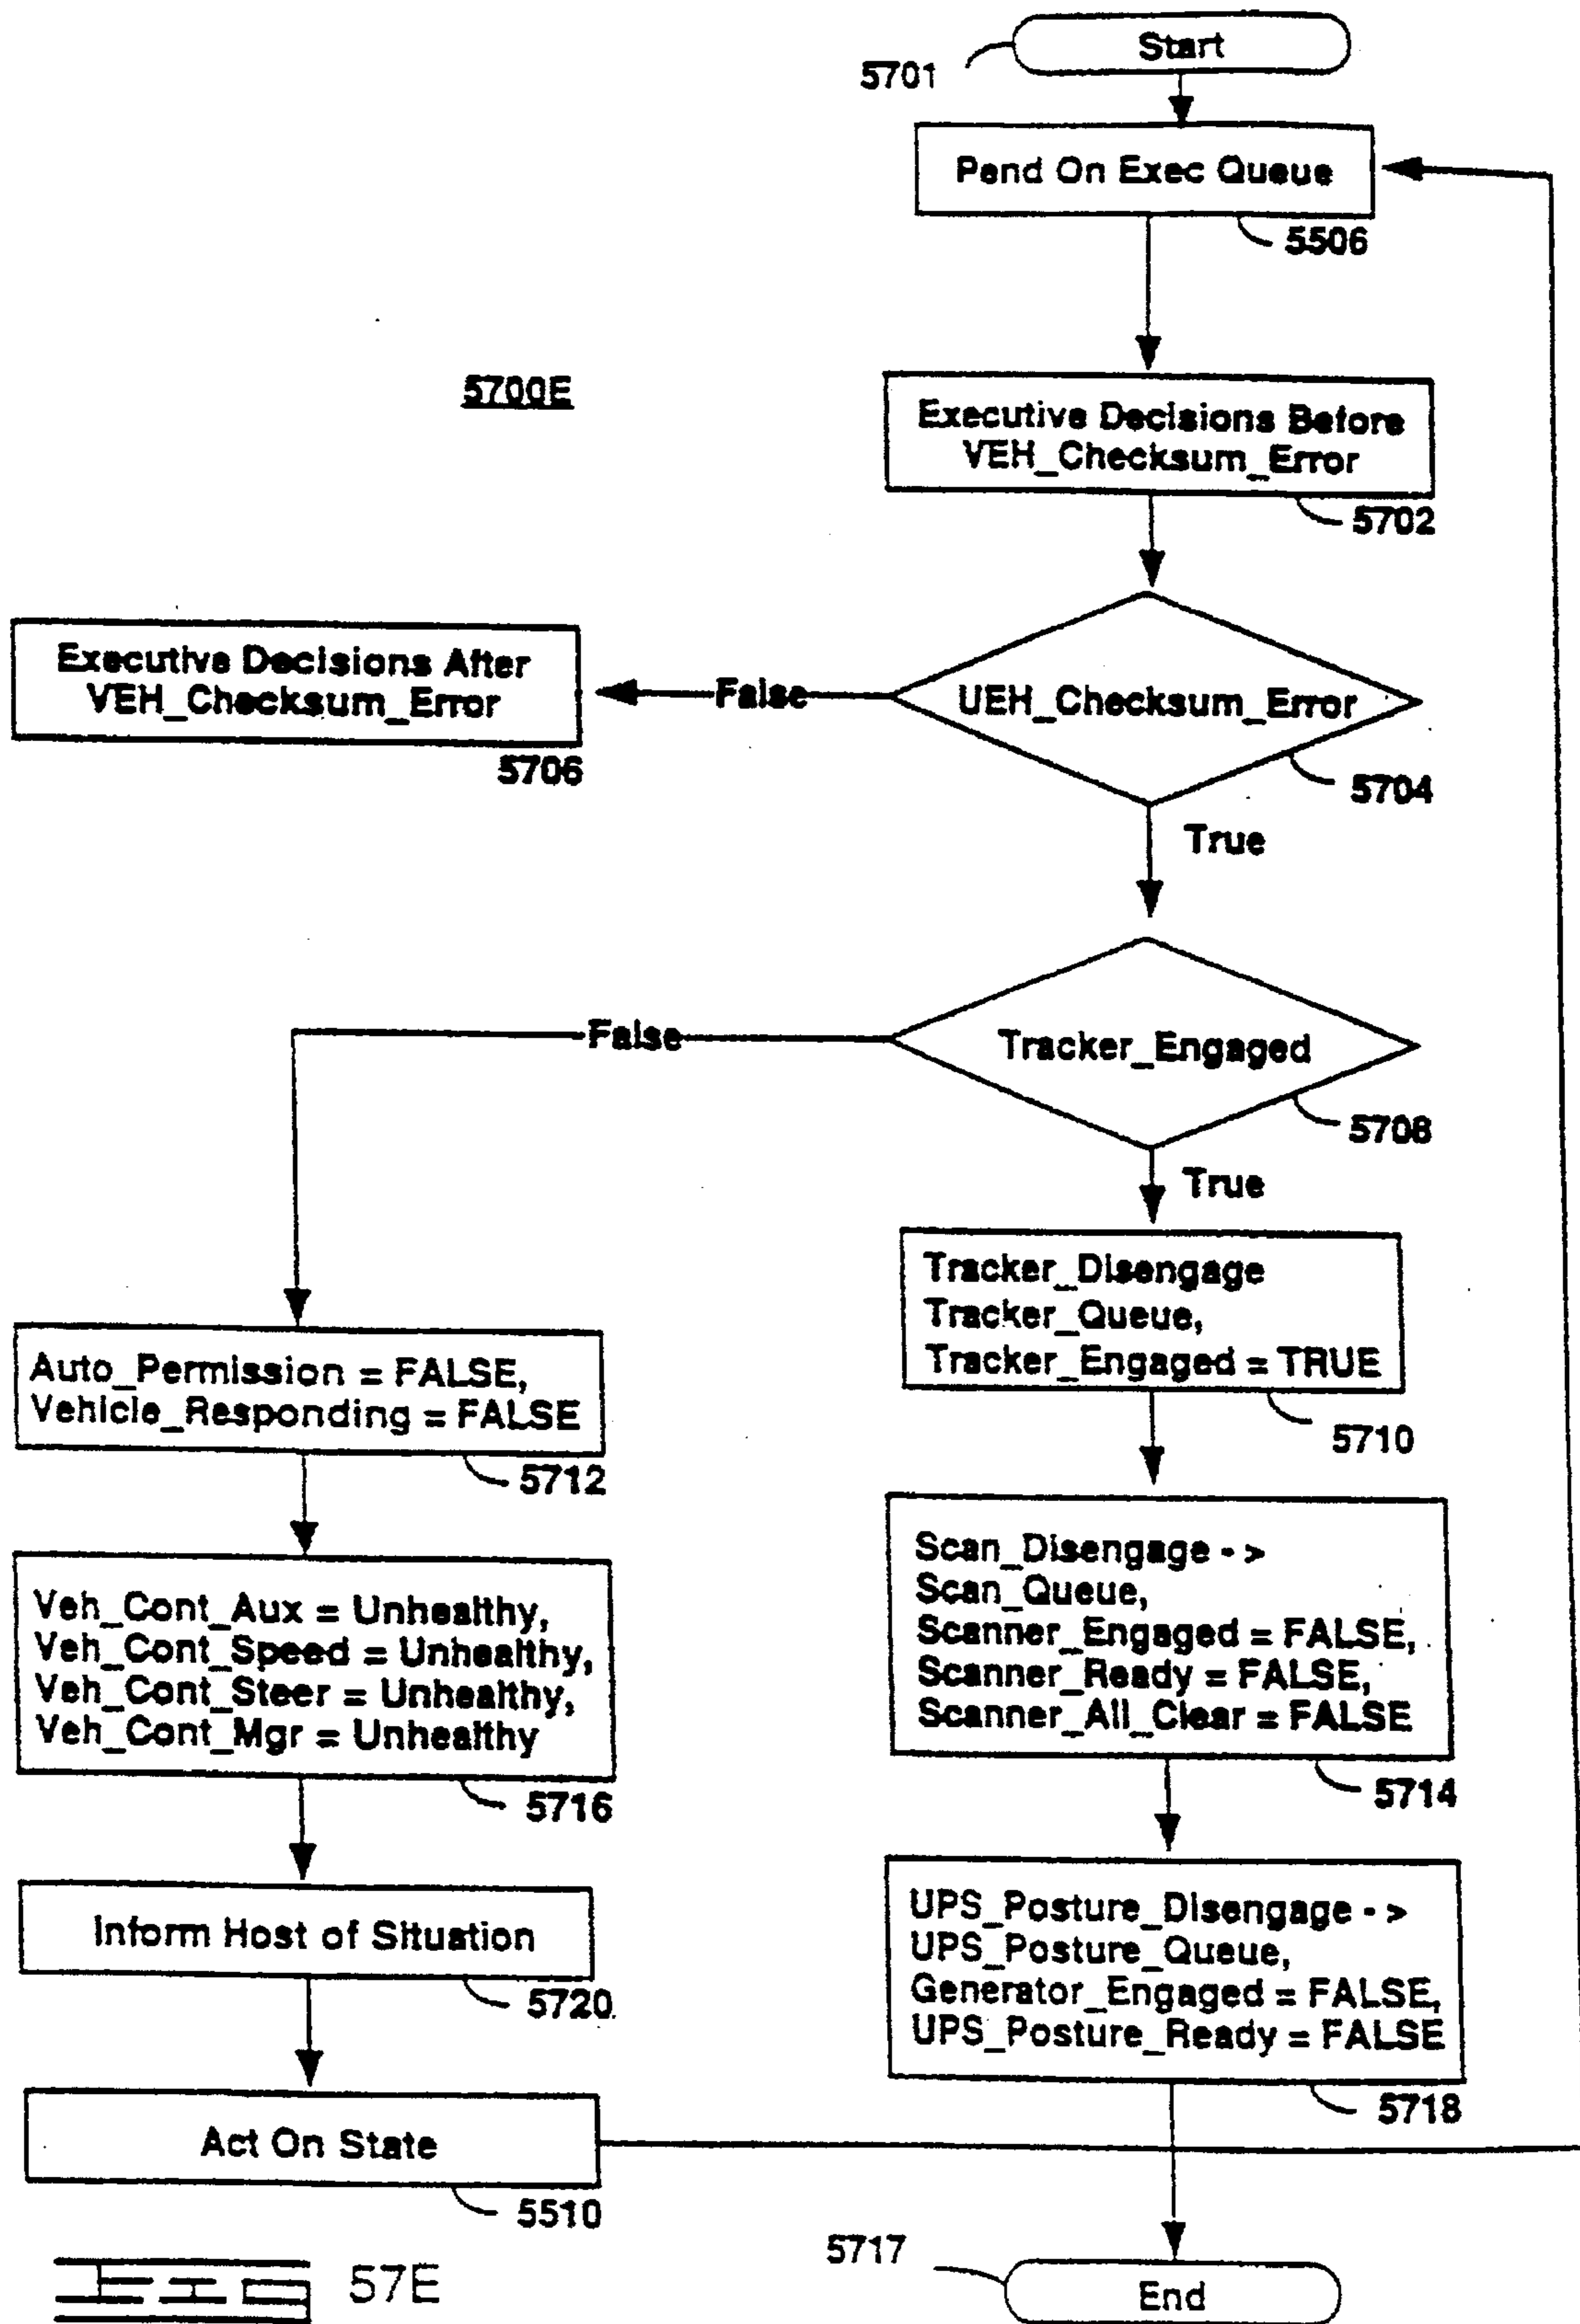 Start
5701
Pend On Exec Queue
5506
5700E
Executive Decisions Before
VEH_Checksum_Error
5702
Executive Decisions After
VEH_Checksum_Error
5706
False
UEH_Checksum_Error
5704
True
False
Tracker_Engaged
5708
True
Tracker_Disengage
Tracker_Queue,
Tracker_Engaged = TRUE
5710
Auto_Permission = FALSE,
Vehicle_Responding = FALSE
5712
Scan_Disengage - >
Scan_Queue,
Scanner_Engaged = FALSE,
Scanner_Ready = FALSE,
Scanner_All_Clear = FALSE
5714
Veh_Cont_Aux = Unhealthy,
Veh_Cont_Speed = Unhealthy,
Veh_Cont_Steer = Unhealthy,
Veh_Cont_Mgr = Unhealthy
5716
UPS_Posture_Disengage - >
UPS_Posture_Queue,
Generator_Engaged = FALSE,
UPS_Posture_Ready = FALSE
5718
Inform Host of Situation
5720
Act On State
5510
5717
End
FIG 57E